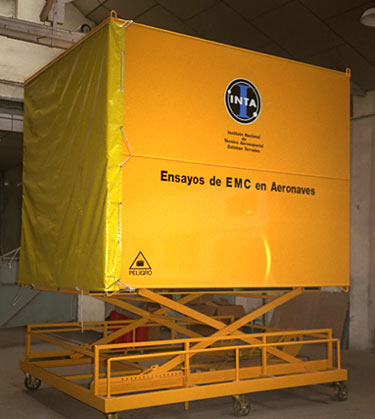 INTA
Instituto Nacional
de
Técnica Aeroespacial
Esteban Terradas
Ensayos de EMC en Aeronaves
PELIGRO